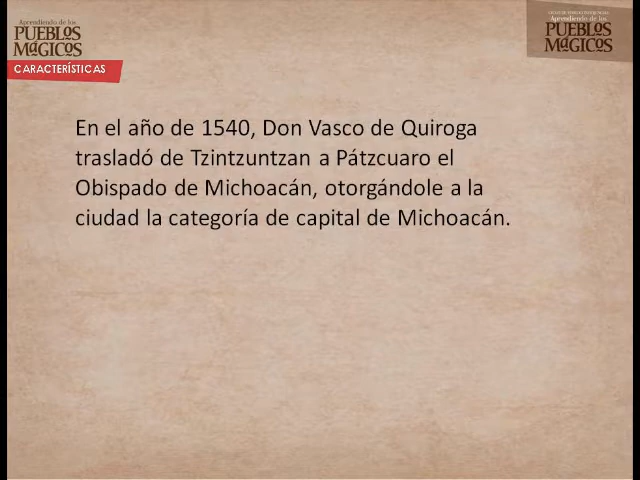 Aprendiendo de los
PUEBLOS
MÁGICOS
CARACTERÍSTICAS
Aprendiendo de los
PUEBLOS
MÁGICOS
En el año de 1540, Don Vasco de Quiroga
trasladó de Tzintzuntzan a Pátzcuaro el
Obispado de Michoacán, otorgándole a la
ciudad la categoría de capital de Michoacán.